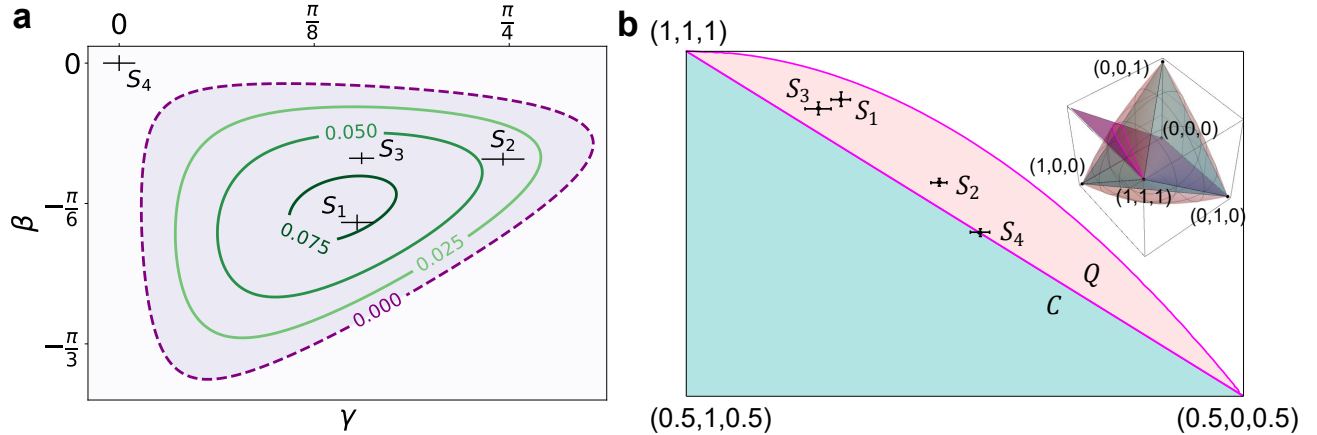 a
0
π/8
π/4
0
S₄
0.050
S₂
S₃
−π/6
S₁
0.075
0.025
0.000
−π/3
β
γ
b
(1,1,1)
(0,0,1)
S₃
S₁
(0,0,0)
(1,0,0)
S₂
(1,1,1)
(0,1,0)
S₄
Q
C
(0.5,1,0.5)
(0.5,0,0.5)